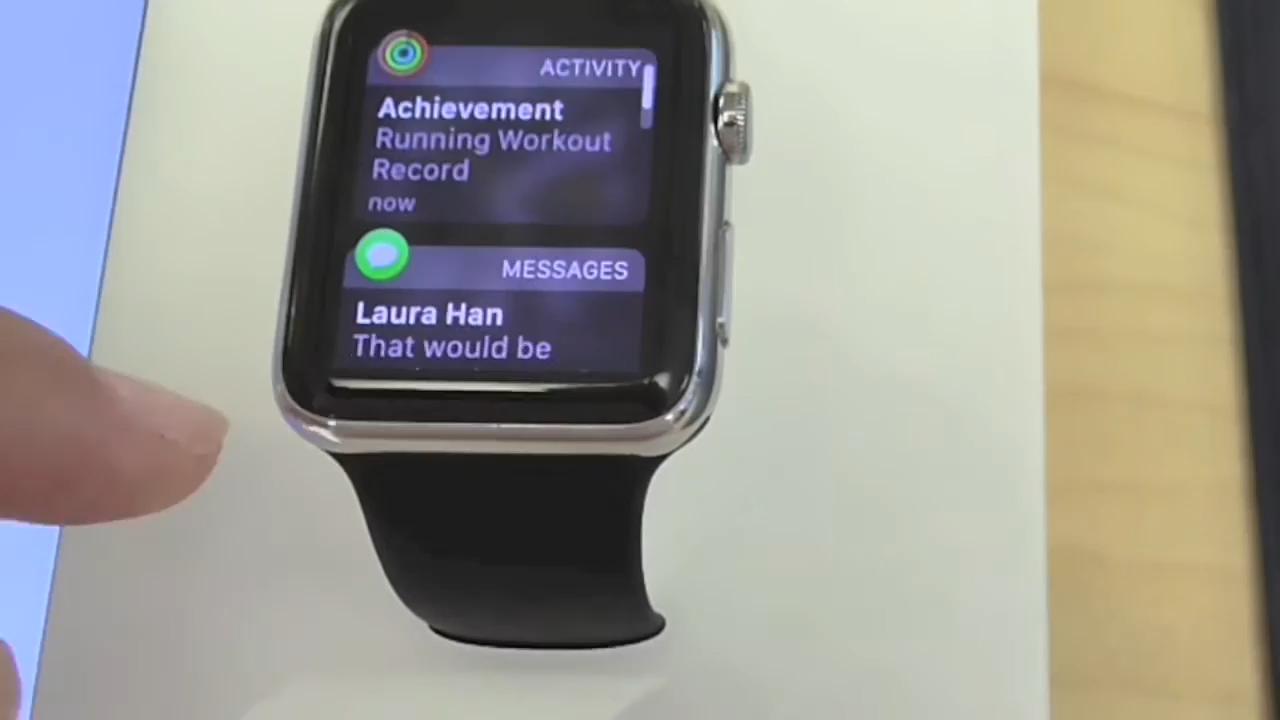 ACTIVITY
Achievement
Running Workout
Record
now
MESSAGES
Laura Han
That would be